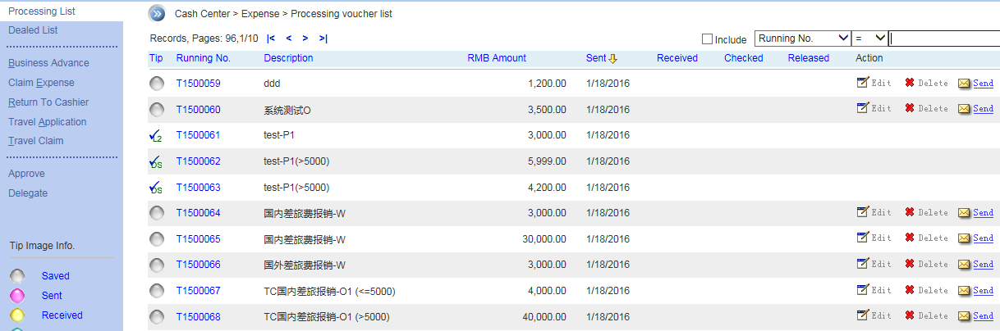 Processing List
Dealed List
Business Advance
Claim Expense
Return To Cashier
Travel Application
Travel Claim
Approve
Delegate
Tip Image Info.
Saved
Sent
Received
Cash Center > Expense > Processing voucher list
Records, Pages: 96,1/10 |< < > >| Include Running No. =
Tip Running No. Description RMB Amount Sent Received Checked Released Action
T1500059 ddd 1,200.00 1/18/2016 Edit Delete Send
T1500060 系统测试O 3,500.00 1/18/2016 Edit Delete Send
L2 T1500061 test-P1 3,000.00 1/18/2016
DS T1500062 test-P1(>5000) 5,999.00 1/18/2016
DS T1500063 test-P1(>5000) 4,200.00 1/18/2016
T1500064 国内差旅费报销-W 3,000.00 1/18/2016 Edit Delete Send
T1500065 国内差旅费报销-W 30,000.00 1/18/2016 Edit Delete Send
T1500066 国外差旅费报销-W 3,000.00 1/18/2016 Edit Delete Send
T1500067 TC国内差旅报销-O1 (<=5000) 4,000.00 1/18/2016 Edit Delete Send
T1500068 TC国内差旅报销-O1 (>5000) 40,000.00 1/18/2016 Edit Delete Send